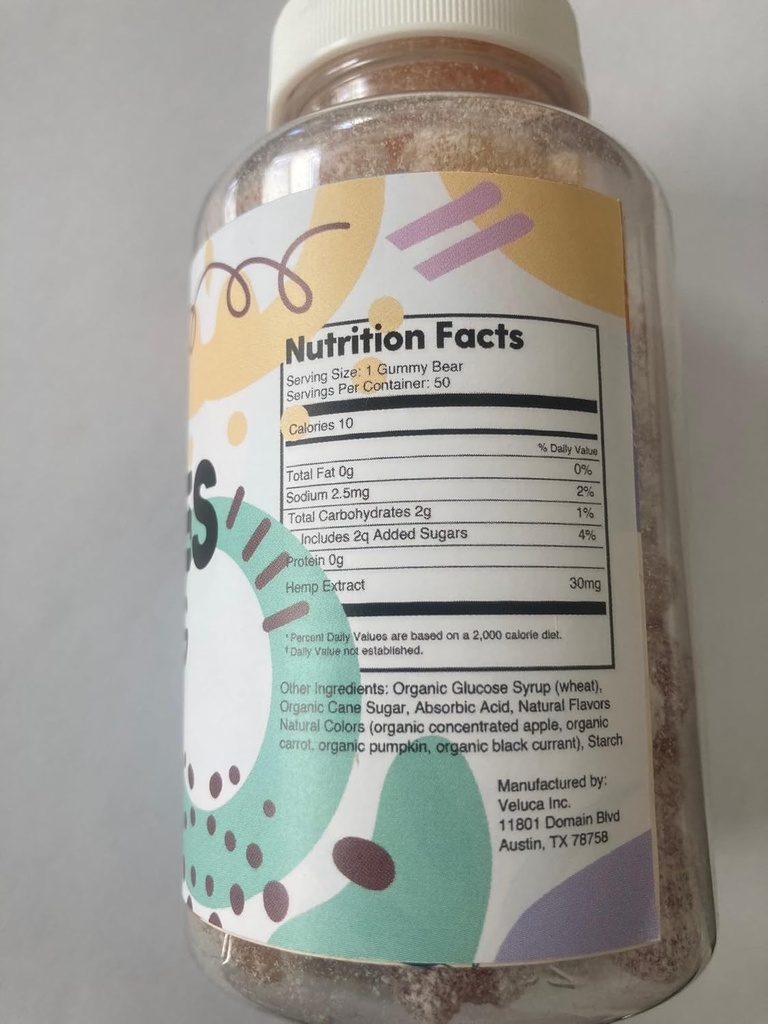 ES
Nutrition Facts
Serving Size: 1 Gummy Bear
Servings Per Container: 50
Calories 10
% Daily Value
Total Fat 0g 0%
Sodium 2.5mg 2%
Total Carbohydrates 2g 1%
Includes 2q Added Sugars 4%
Protein 0g
Hemp Extract 30mg
* Percent Daily Values are based on a 2,000 calorie diet.
† Daily Value not established.
Other Ingredients: Organic Glucose Syrup (wheat),
Organic Cane Sugar, Absorbic Acid, Natural Flavors
Natural Colors (organic concentrated apple, organic
carrot, organic pumpkin, organic black currant), Starch
Manufactured by:
Veluca Inc.
11801 Domain Blvd
Austin, TX 78758